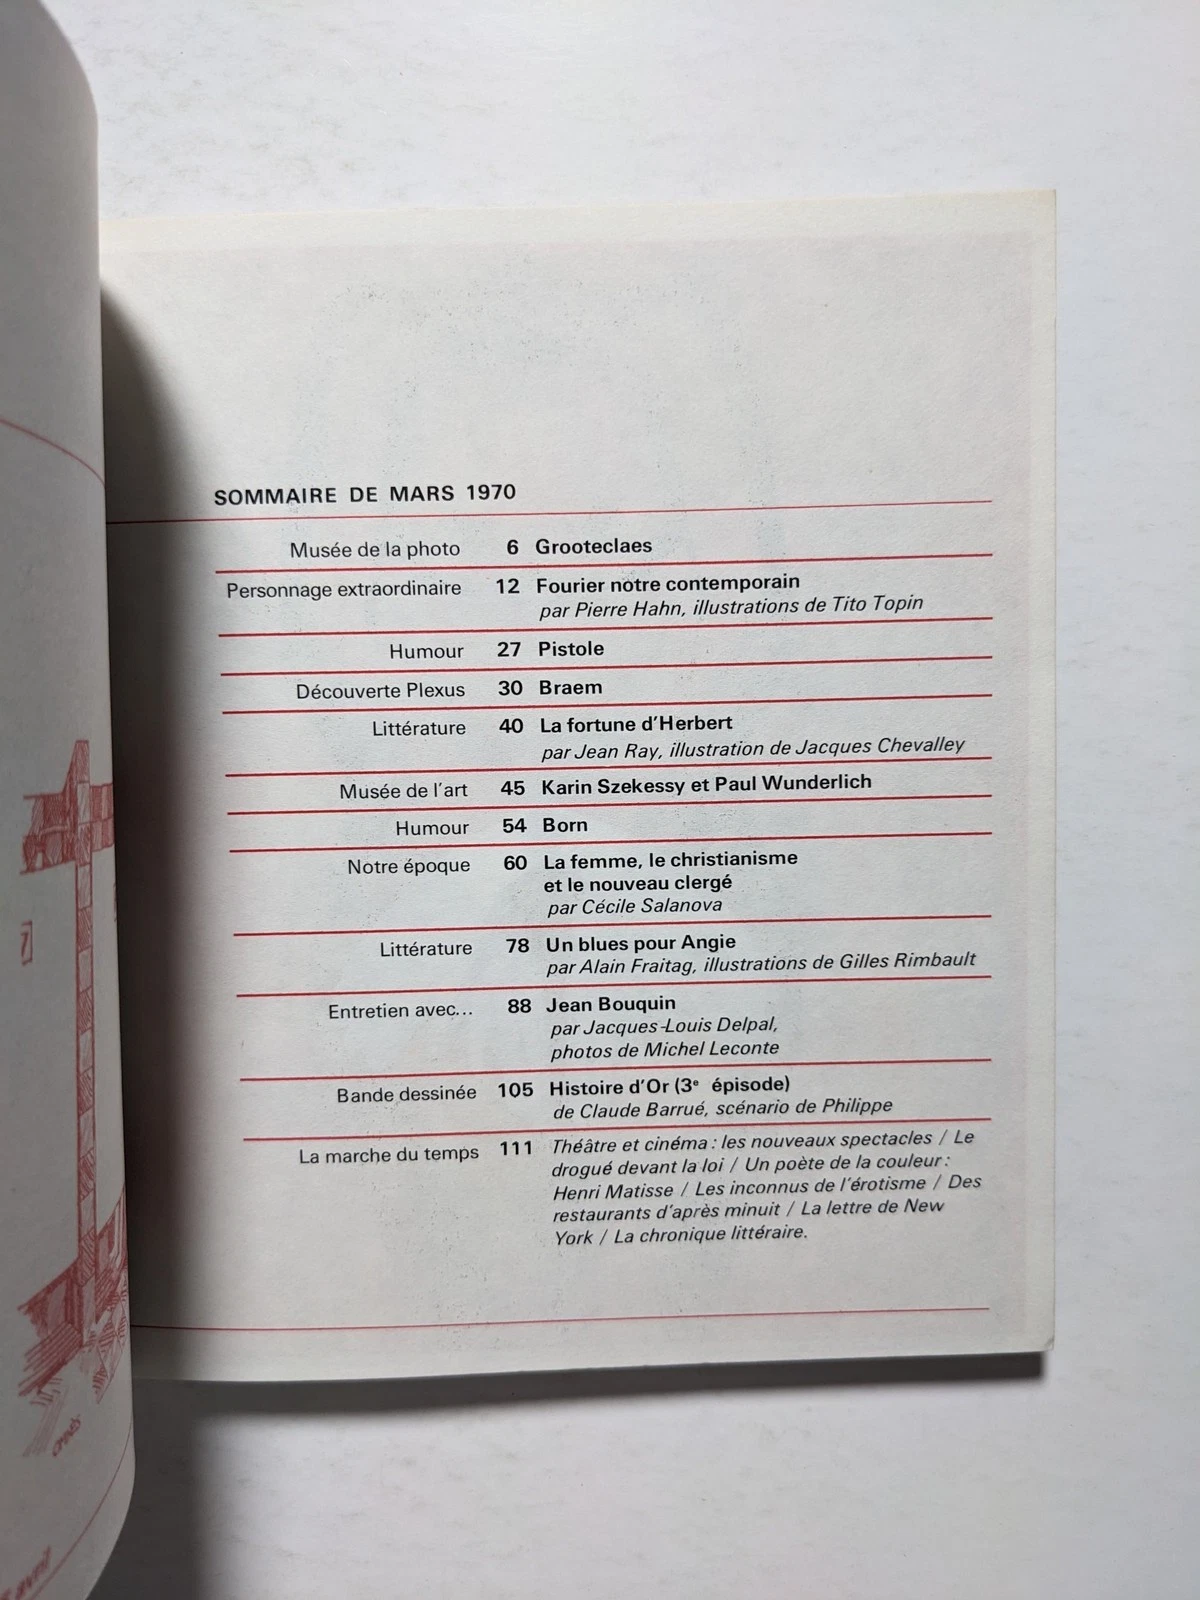 SOMMAIRE DE MARS 1970
Musée de la photo 6 Grooteclaes
Personnage extraordinaire 12 Fourier notre contemporain
par Pierre Hahn, illustrations de Tito Topin
Humour 27 Pistole
Découverte Plexus 30 Braem
Littérature 40 La fortune d'Herbert
par Jean Ray, illustration de Jacques Chevalley
Musée de l'art 45 Karin Szekessy et Paul Wunderlich
Humour 54 Born
Notre époque 60 La femme, le christianisme
et le nouveau clergé
par Cécile Salanova
Littérature 78 Un blues pour Angie
par Alain Fraitag, illustrations de Gilles Rimbault
Entretien avec... 88 Jean Bouquin
par Jacques-Louis Delpal,
photos de Michel Leconte
Bande dessinée 105 Histoire d'Or (3e épisode)
de Claude Barrué, scénario de Philippe
La marche du temps 111 Théâtre et cinéma : les nouveaux spectacles / Le
drogué devant la loi / Un poète de la couleur :
Henri Matisse / Les inconnus de l'érotisme / Des
restaurants d'après minuit / La lettre de New
York / La chronique littéraire.